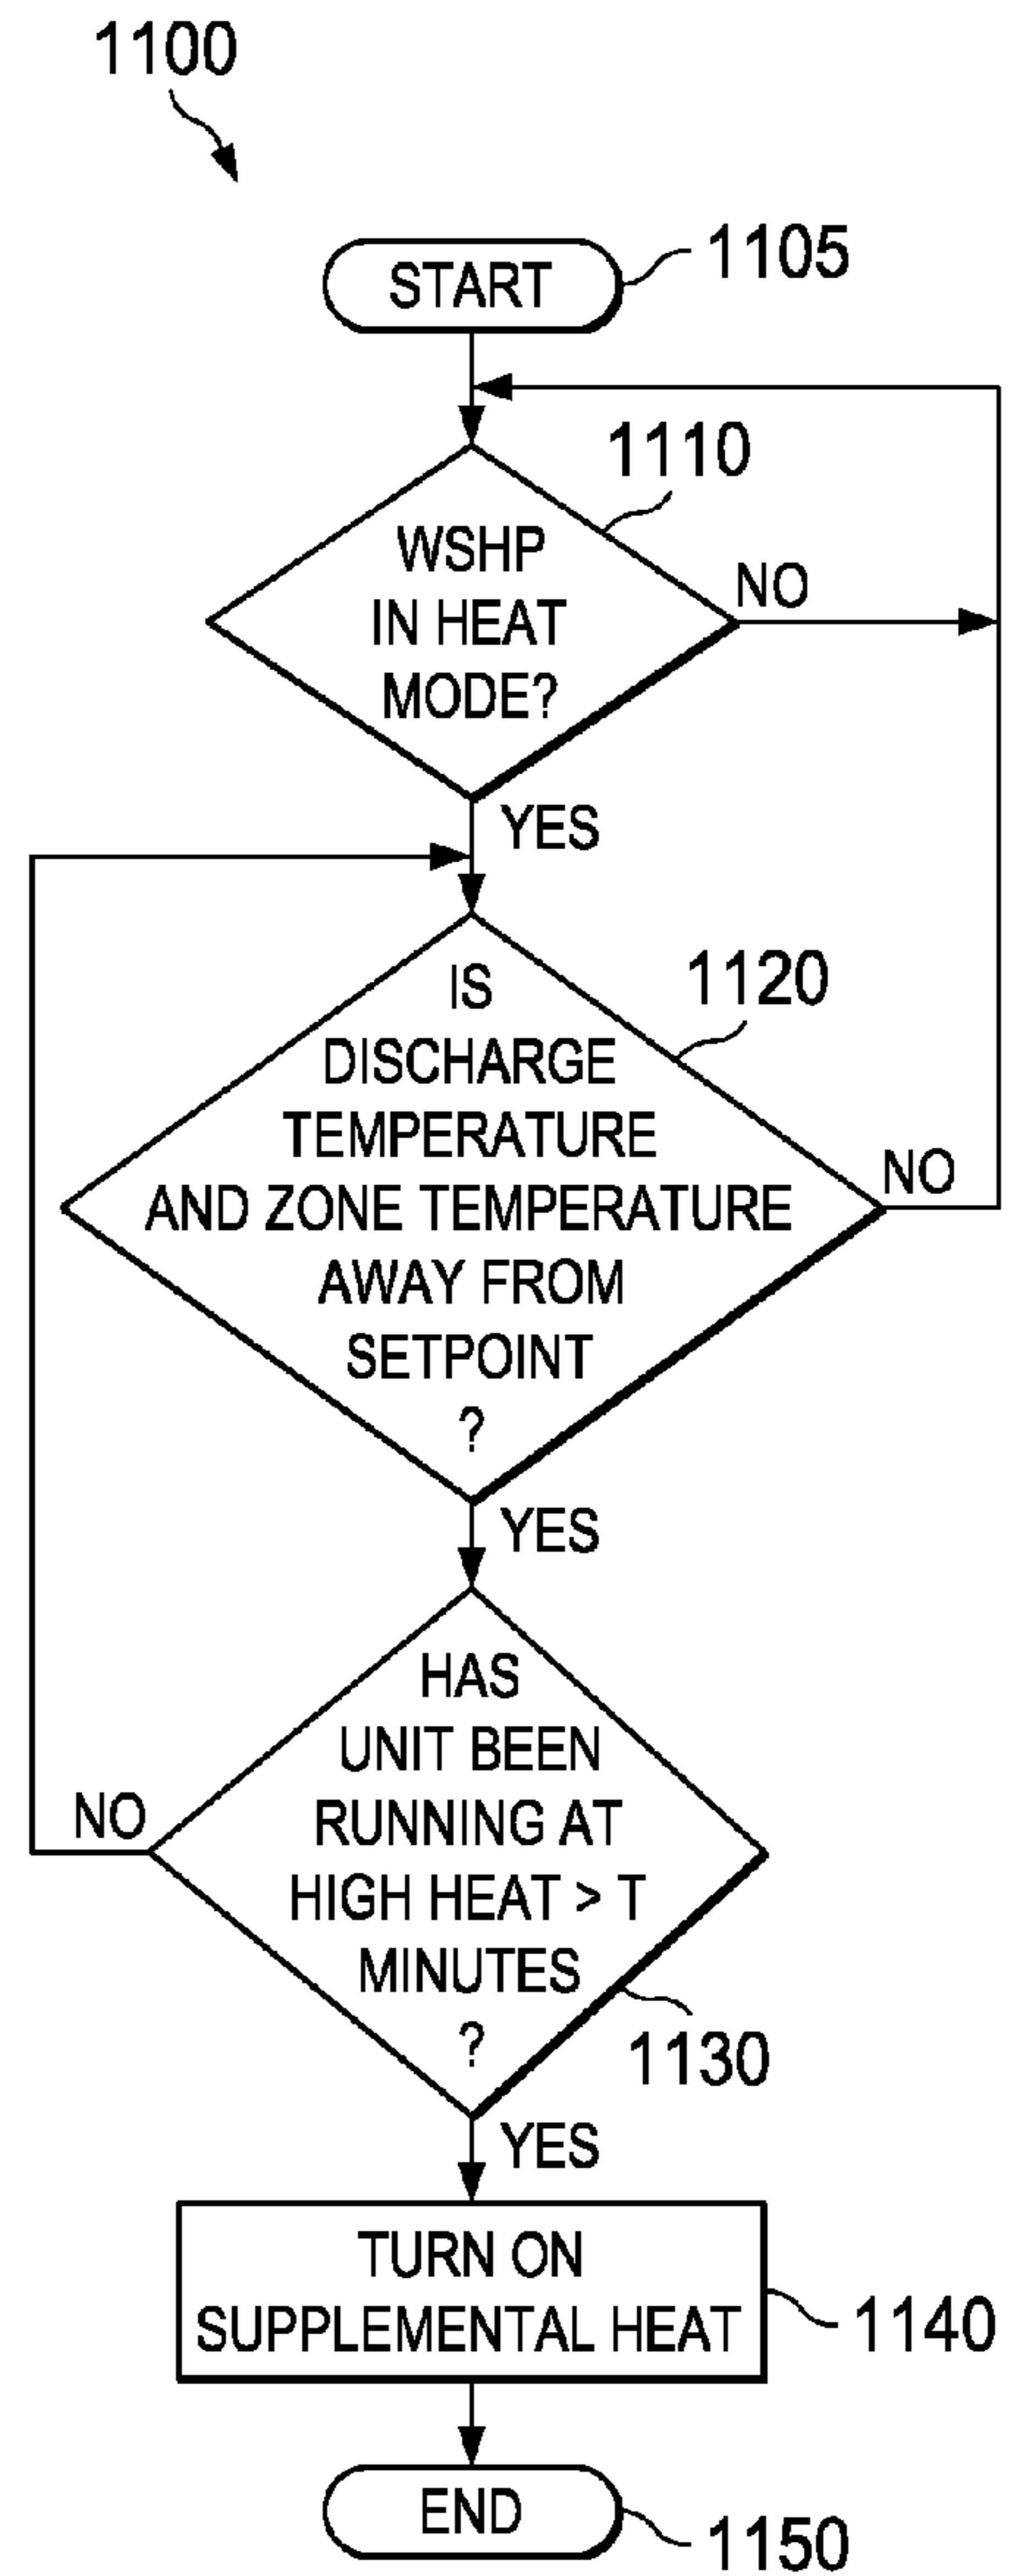 1100
START
1105
1110
WSHP
IN HEAT
MODE?
NO
YES
1120
IS
DISCHARGE
TEMPERATURE
AND ZONE TEMPERATURE
AWAY FROM
SETPOINT
?
NO
YES
HAS
UNIT BEEN
RUNNING AT
HIGH HEAT > T
MINUTES
?
NO
1130
YES
TURN ON
SUPPLEMENTAL HEAT
1140
END
1150